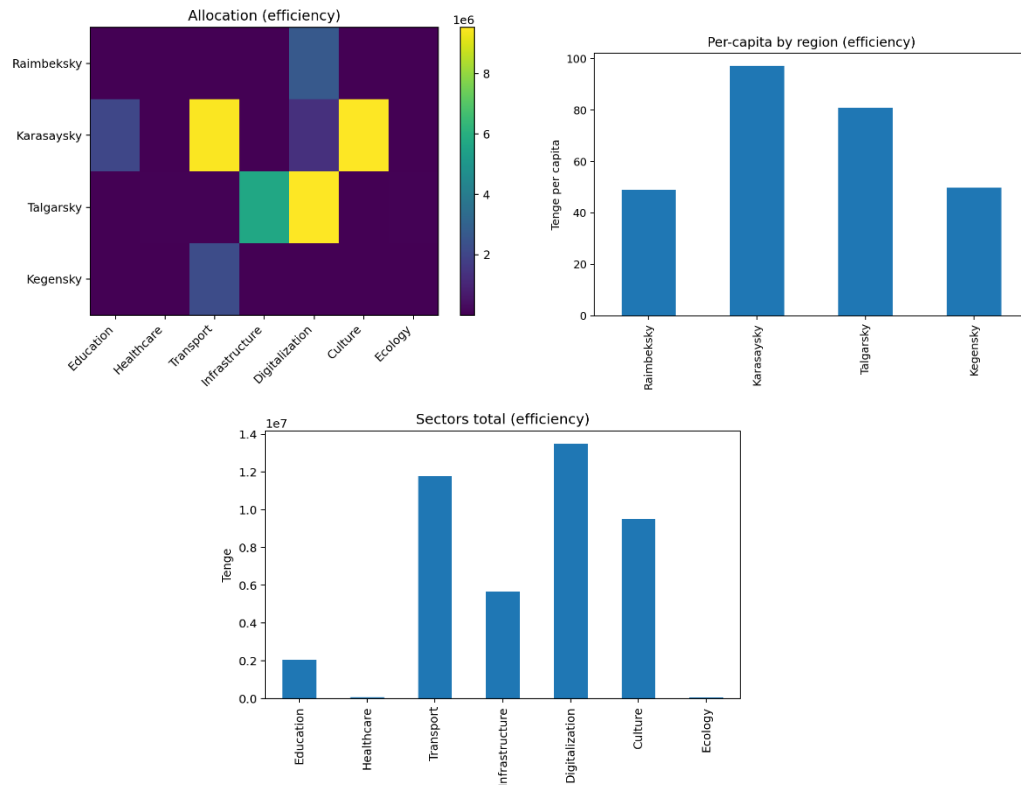 Allocation (efficiency)
1e6
Raimbeksky
Karasaysky
Talgarsky
Kegensky
8
6
4
2
Education
Healthcare
Transport
Infrastructure
Digitalization
Culture
Ecology
Per-capita by region (efficiency)
Tenge per capita
100
80
60
40
20
0
Raimbeksky
Karasaysky
Talgarsky
Kegensky
Sectors total (efficiency)
1e7
Tenge
1.4
1.2
1.0
0.8
0.6
0.4
0.2
0.0
Education
Healthcare
Transport
Infrastructure
Digitalization
Culture
Ecology